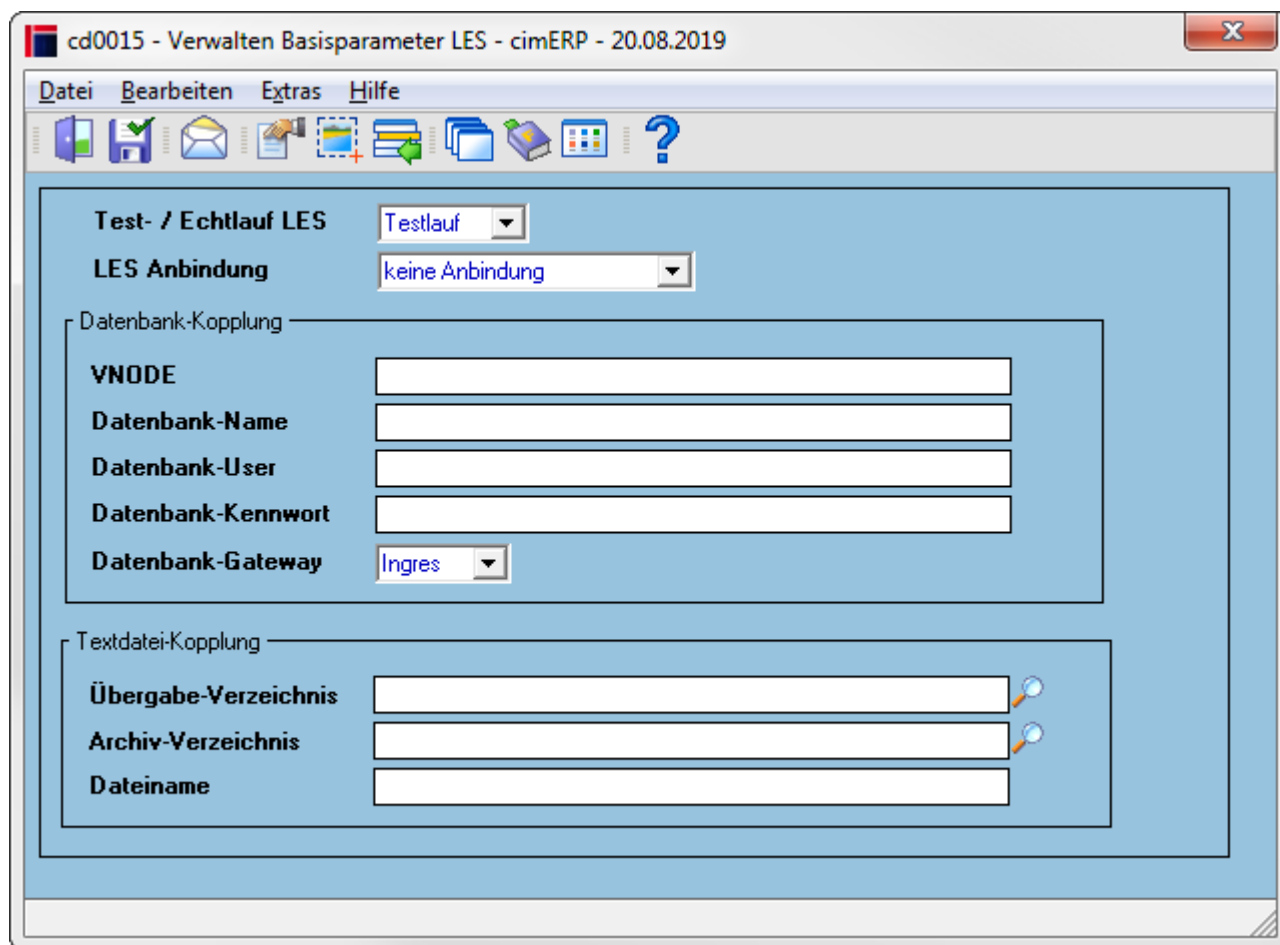 cd0015 - Verwalten Basisparameter LES - cimERP - 20.08.2019
Datei Bearbeiten Extras Hilfe
Test- / Echtlauf LES Testlauf
LES Anbindung keine Anbindung
Datenbank-Kopplung
VNODE
Datenbank-Name
Datenbank-User
Datenbank-Kennwort
Datenbank-Gateway Ingres
Textdatei-Kopplung
Übergabe-Verzeichnis
Archiv-Verzeichnis
Dateiname